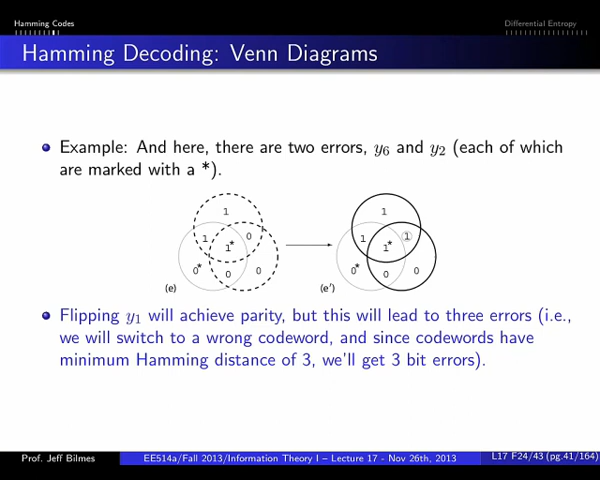 Hamming Codes
Differential Entropy
Hamming Decoding: Venn Diagrams
Example: And here, there are two errors, y6 and y2 (each of which
are marked with a *).
1
1
1
0
1
1
1*
1*
0*
0
0
0*
0
0
(e)
(e')
Flipping y1 will achieve parity, but this will lead to three errors (i.e.,
we will switch to a wrong codeword, and since codewords have
minimum Hamming distance of 3, we'll get 3 bit errors).
Prof. Jeff Bilmes
EE514a/Fall 2013/Information Theory I – Lecture 17 - Nov 26th, 2013
L17 F24/43 (pg.41/164)